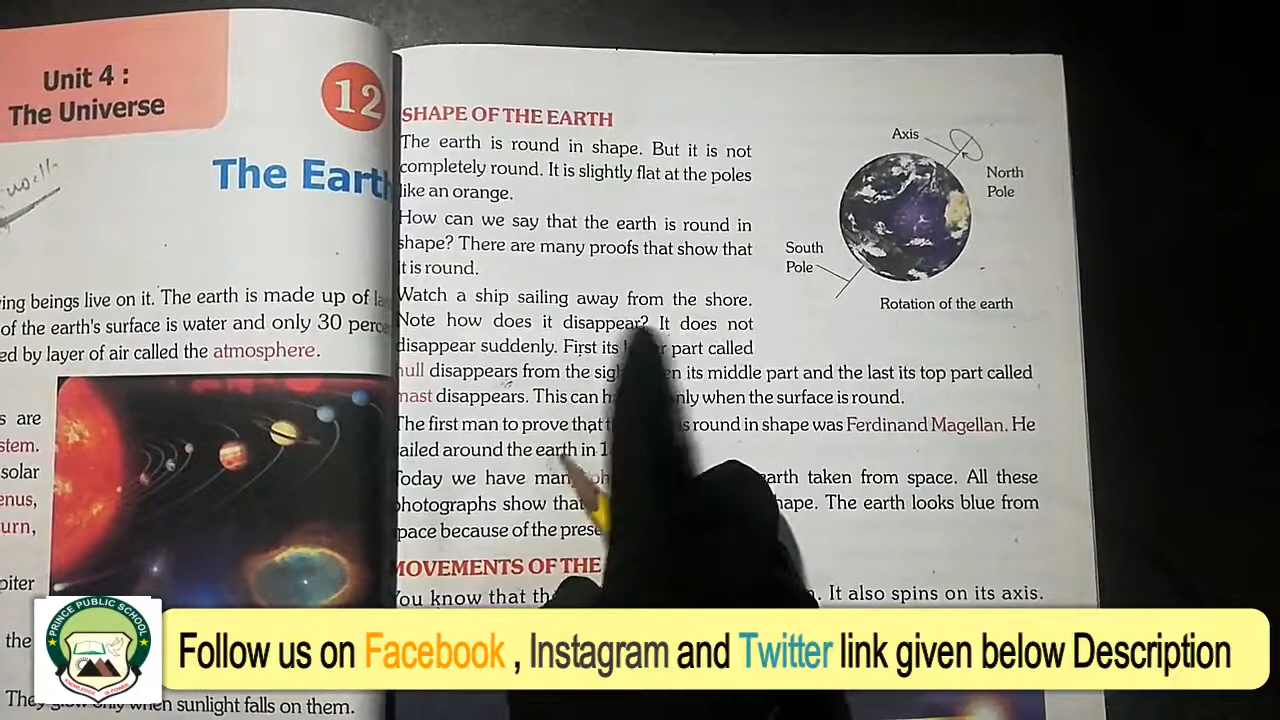 Unit 4 :
The Universe
12
The Earth
ving beings live on it. The earth is made up of
of the earth's surface is water and only 30 perce
ed by layer of air called the atmosphere.
s are
stem.
solar
enus,
urn,
piter
the
They glow only when sunlight falls on them.
SHAPE OF THE EARTH
The earth is round in shape. But it is not
completely round. It is slightly flat at the poles
like an orange.
How can we say that the earth is round in
shape? There are many proofs that show that
it is round.
Watch a ship sailing away from the shore.
Note how does it disappear? It does not
disappear suddenly. First its part called
hull disappears from the its middle part and the last its top part called
mast disappears. This can only when the surface is round.
The first man to prove that is round in shape was Ferdinand Magellan. He
ailed around the earth in
Today we have many earth taken from space. All these
photographs show that shape. The earth looks blue from
space because of the
MOVEMENTS OF THE
You know that It also spins on its axis.
Axis
North
Pole
South
Pole
Rotation of the earth
PRINCE PUBLIC SCHOOL
KNOWLEDGE IS POWER
Follow us on Facebook , Instagram and Twitter link given below Description